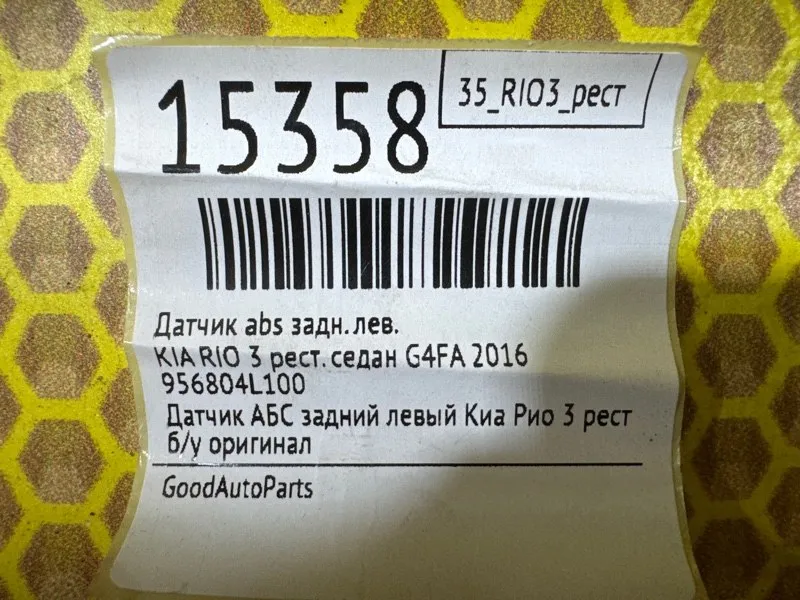 15358
35_RIO3_рест
Датчик abs задн.лев.
KIA RIO 3 рест.седан G4FA 2016
956804L100
Датчик АБС задний левый Киа Рио 3 рест
б/у оригинал
GoodAutoParts